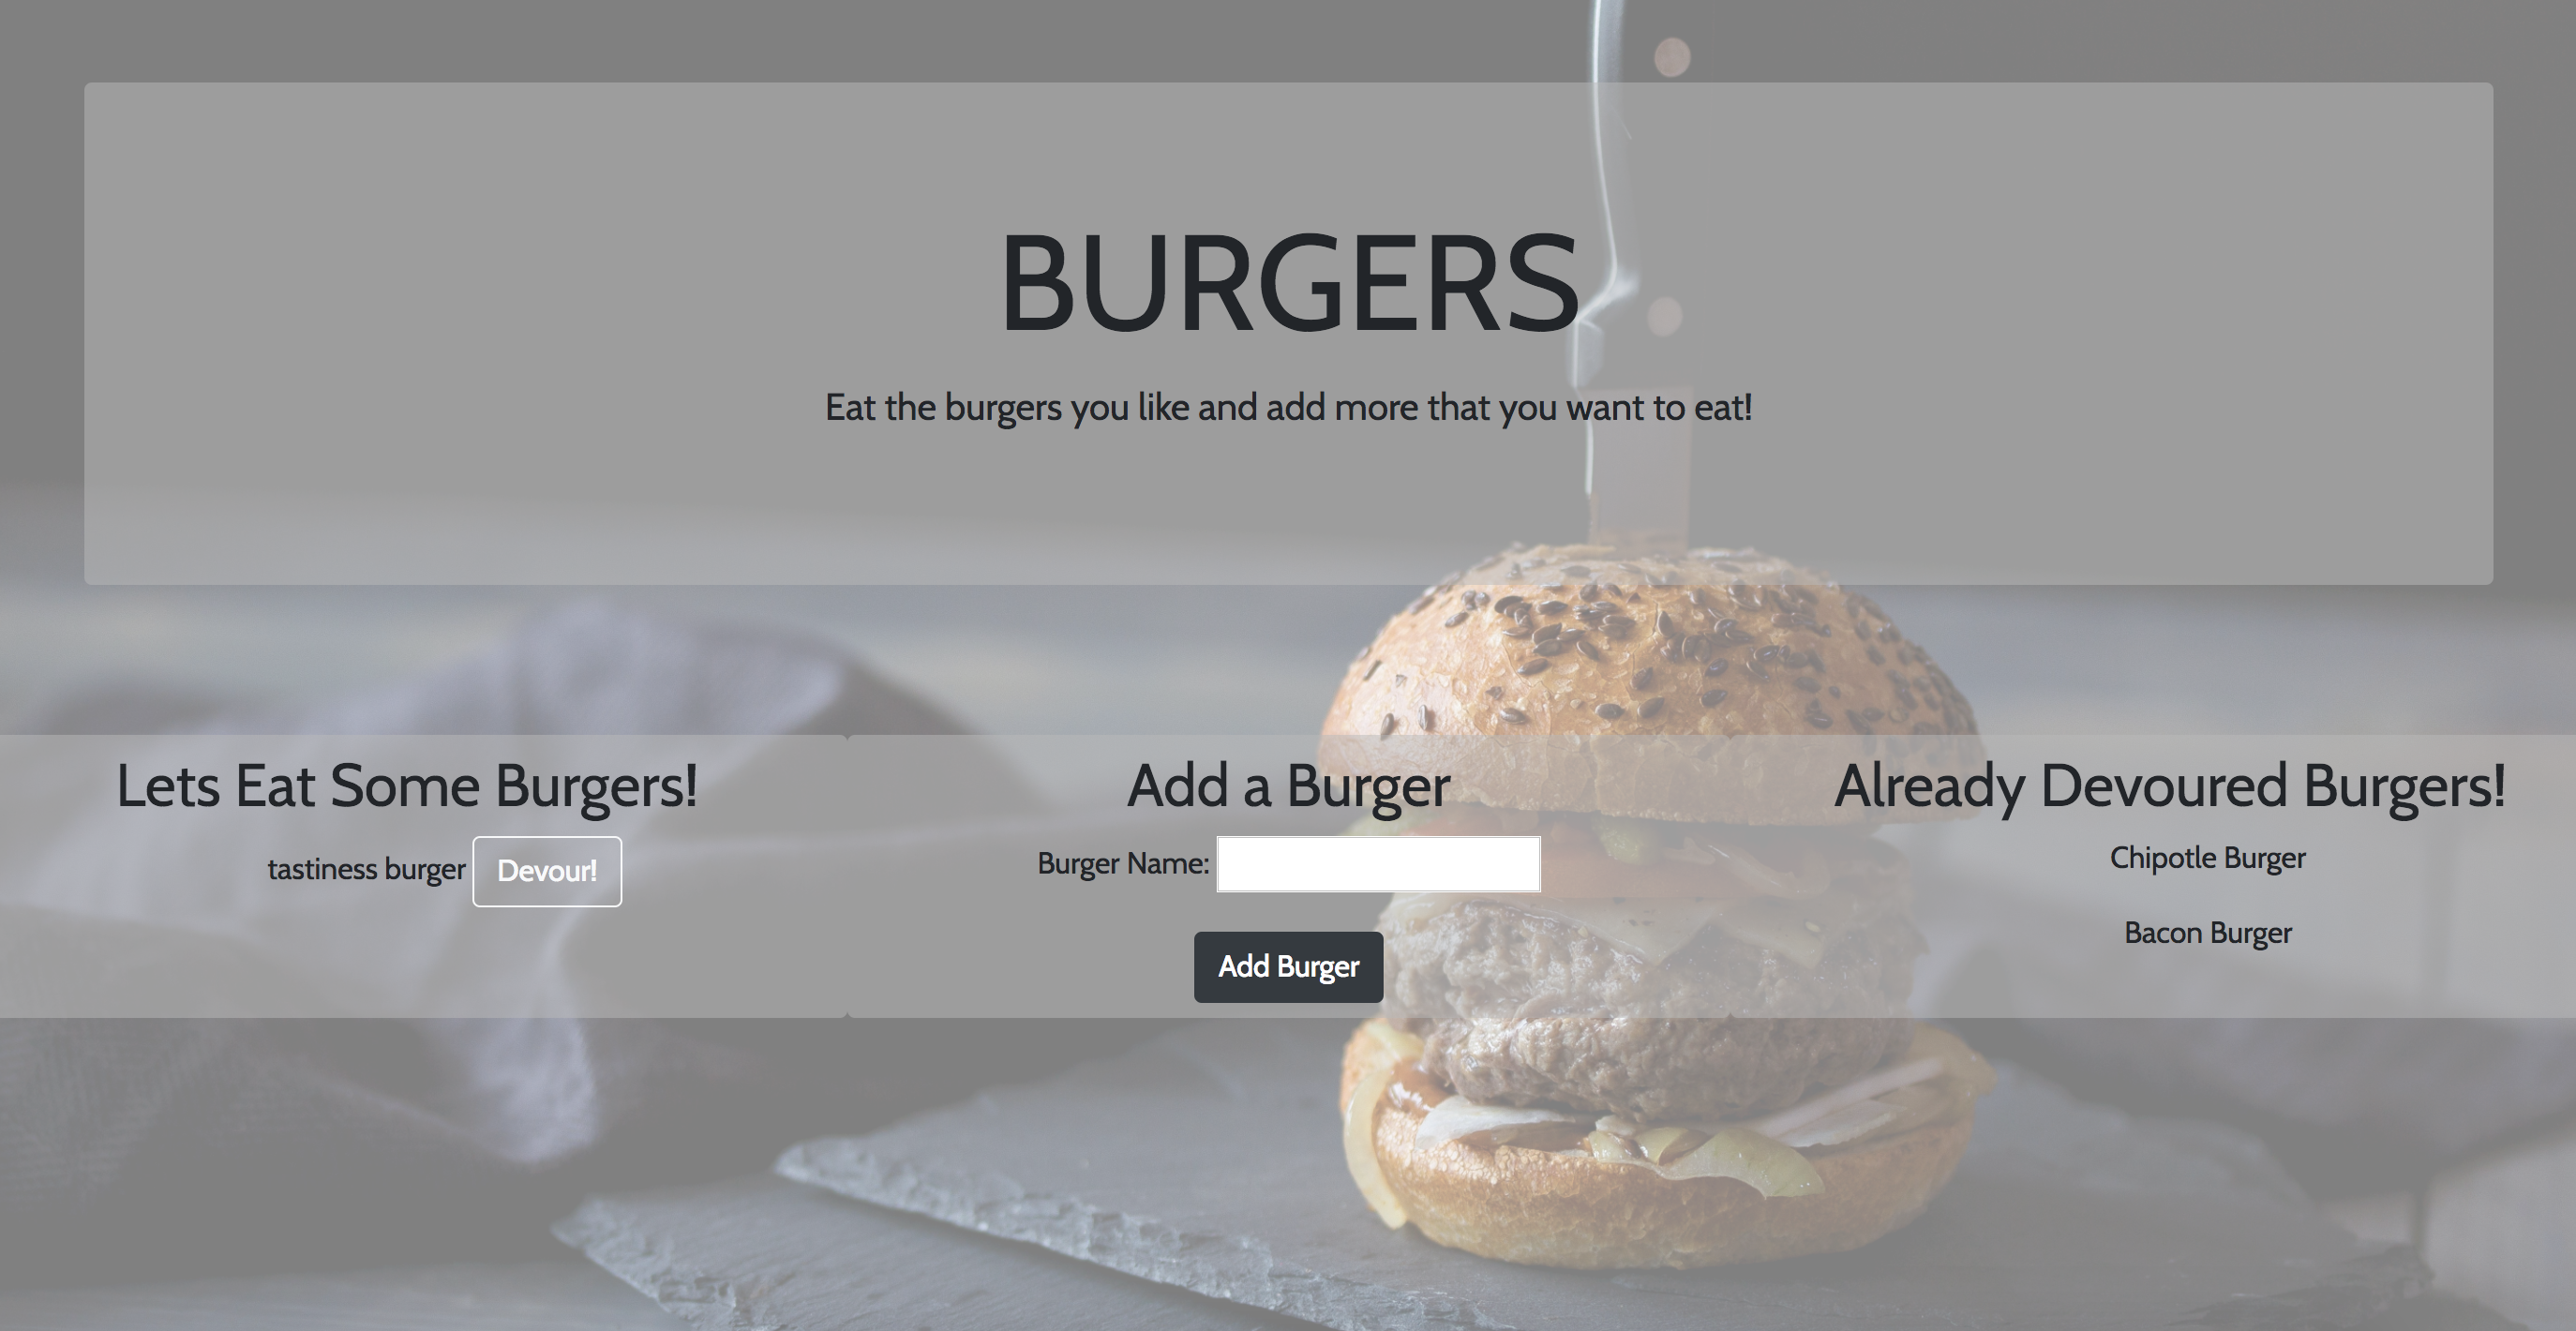 BURGERS
Eat the burgers you like and add more that you want to eat!
Lets Eat Some Burgers!
tastiness burger Devour!
Add a Burger
Burger Name:
Add Burger
Already Devoured Burgers!
Chipotle Burger
Bacon Burger